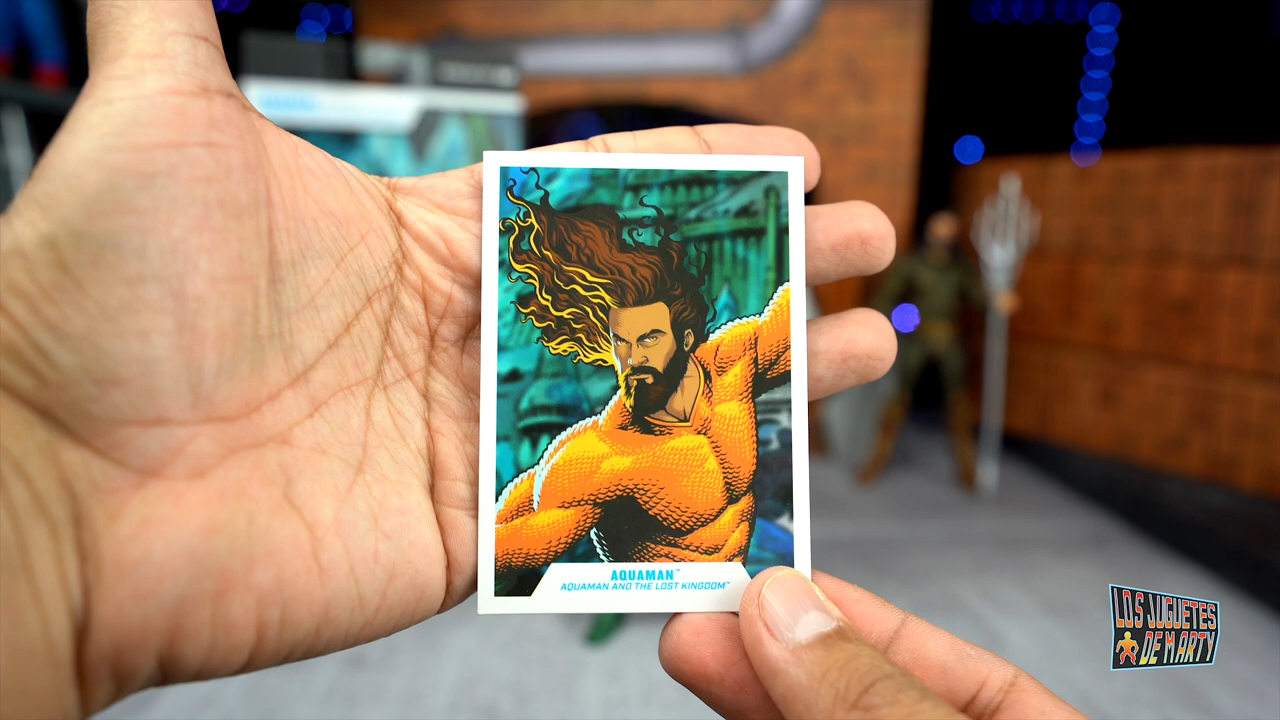 AQUAMAN™
AQUAMAN AND THE LOST KINGDOM™
LOS JUGUETES
DE MARTY